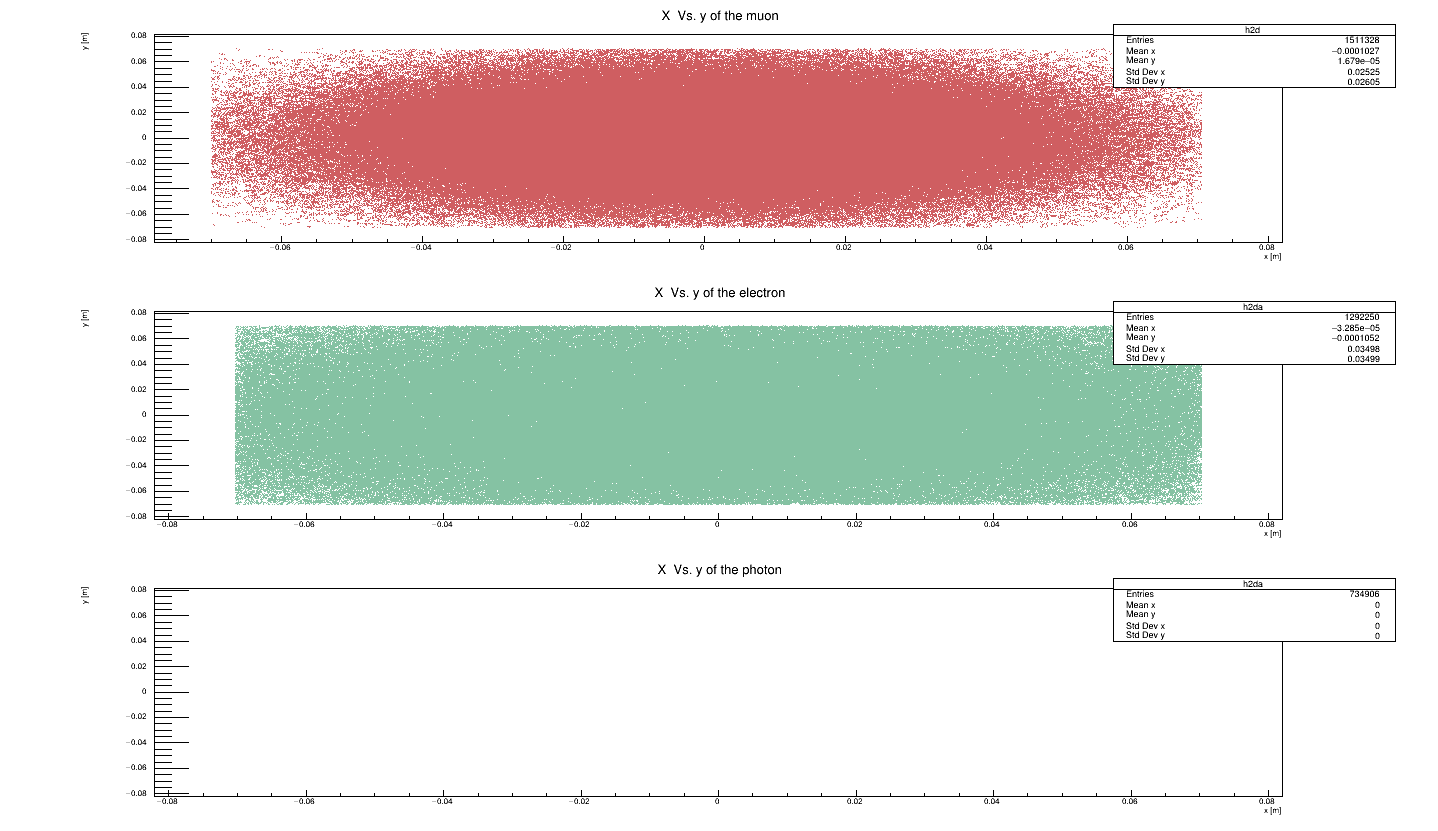 X Vs. y of the muon
y [m]
h2d
Entries 1511328
Mean x −0.0001027
Mean y 1.679e−05
Std Dev x 0.02525
Std Dev y 0.02605
0.08
0.06
0.04
0.02
0
−0.02
−0.04
−0.06
−0.08
−0.06 −0.04 −0.02 0 0.02 0.04 0.06 0.08
x [m]
X Vs. y of the electron
y [m]
h2da
Entries 1292250
Mean x −3.285e−05
Mean y −0.0001052
Std Dev x 0.03498
Std Dev y 0.03499
0.08
0.06
0.04
0.02
0
−0.02
−0.04
−0.06
−0.08
−0.08 −0.06 −0.04 −0.02 0 0.02 0.04 0.06 0.08
x [m]
X Vs. y of the photon
y [m]
h2da
Entries 734906
Mean x 0
Mean y 0
Std Dev x 0
Std Dev y 0
0.08
0.06
0.04
0.02
0
−0.02
−0.04
−0.06
−0.08
−0.08 −0.06 −0.04 −0.02 0 0.02 0.04 0.06 0.08
x [m]